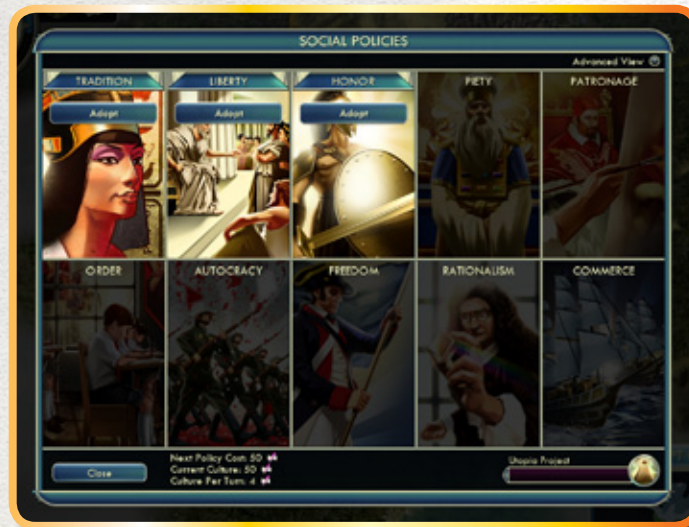 SOCIAL POLICIES
Advanced View
TRADITION LIBERTY HONOR PIETY PATRONAGE
Adopt Adopt Adopt
ORDER AUTOCRACY FREEDOM RATIONALISM COMMERCE
Next Policy Cost: 50
Current Culture: 50
Culture Per Turn: 4
Close
Utopia Project